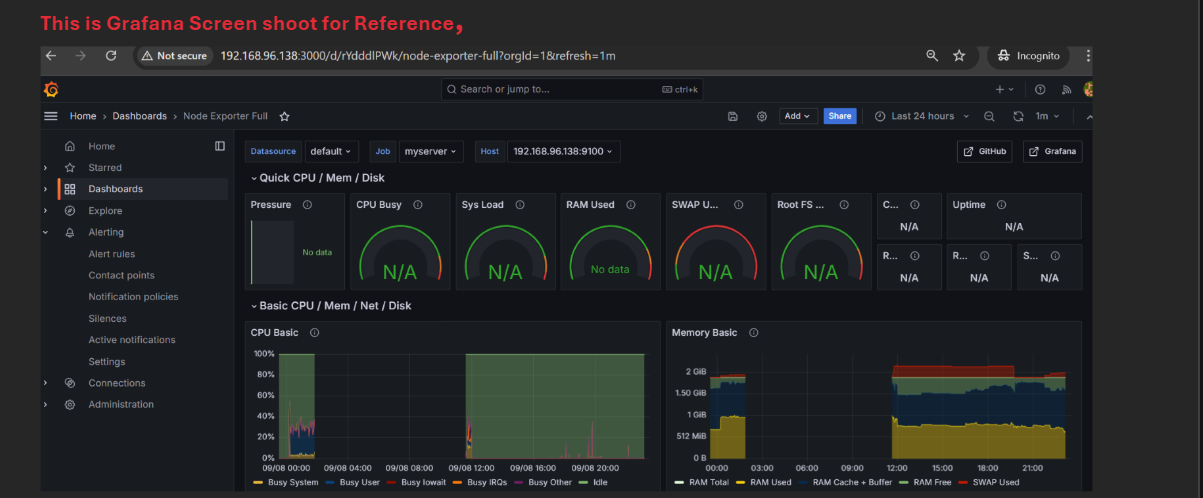 This is Grafana Screen shoot for Reference,
Not secure 192.168.96.138:3000/d/rYdddlPWk/node-exporter-full?orgId=1&refresh=1m Incognito
Search or jump to... ctrl+k
Home > Dashboards > Node Exporter Full Add Share Last 24 hours 1m
Home
Starred
Dashboards
Explore
Alerting
Alert rules
Contact points
Notification policies
Silences
Active notifications
Settings
Connections
Administration
Datasource default Job myserver Host 192.168.96.138:9100 GitHub Grafana
Quick CPU / Mem / Disk
Pressure CPU Busy Sys Load RAM Used SWAP U... Root FS ... C... Uptime
No data N/A N/A No data N/A N/A N/A N/A
R... R... S...
N/A N/A N/A
Basic CPU / Mem / Net / Disk
CPU Basic
100%
80%
60%
40%
20%
0%
09/08 00:00 09/08 04:00 09/08 08:00 09/08 12:00 09/08 16:00 09/08 20:00
Busy System Busy User Busy Iowait Busy IRQs Busy Other Idle
Memory Basic
2 GiB
1.50 GiB
1 GiB
512 MiB
0 B
00:00 03:00 06:00 09:00 12:00 15:00 18:00 21:00
RAM Total RAM Used RAM Cache + Buffer RAM Free SWAP Used